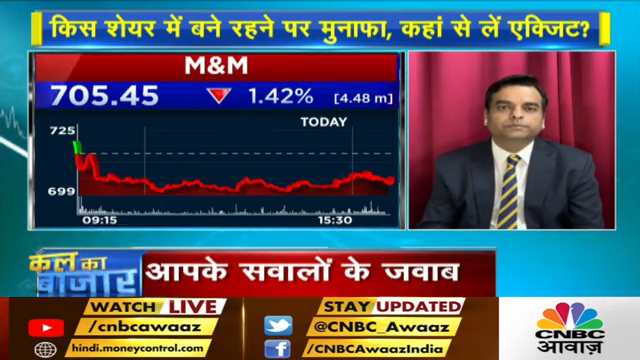 किस शेयर में बने रहने पर मुनाफा, कहां से लें एक्जिट?
M&M
705.45 1.42% [4.48 m]
TODAY
725
699
09:15 15:30
कल का
बाजार
आपके सवालों के जवाब
WATCH LIVE
/cnbcawaaz
hindi.moneycontrol.com
STAY UPDATED
@CNBC_Awaaz
/CNBCAwaazIndia
CNBC
आवाज़